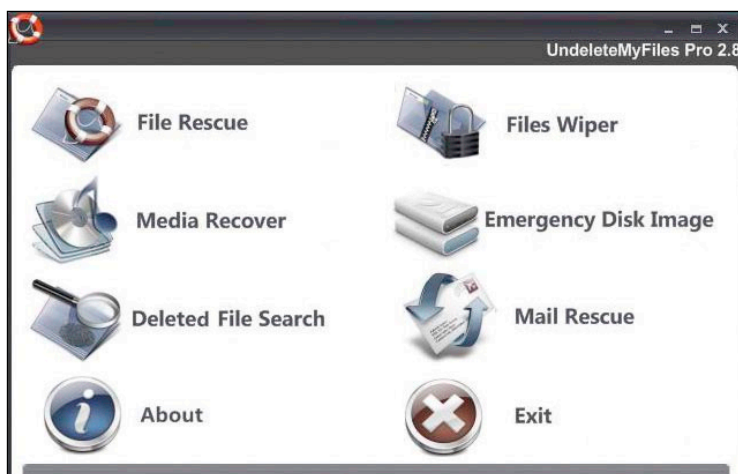 UndeleteMyFiles Pro 2.8
File Rescue
Files Wiper
Media Recover
Emergency Disk Image
Deleted File Search
Mail Rescue
About
Exit